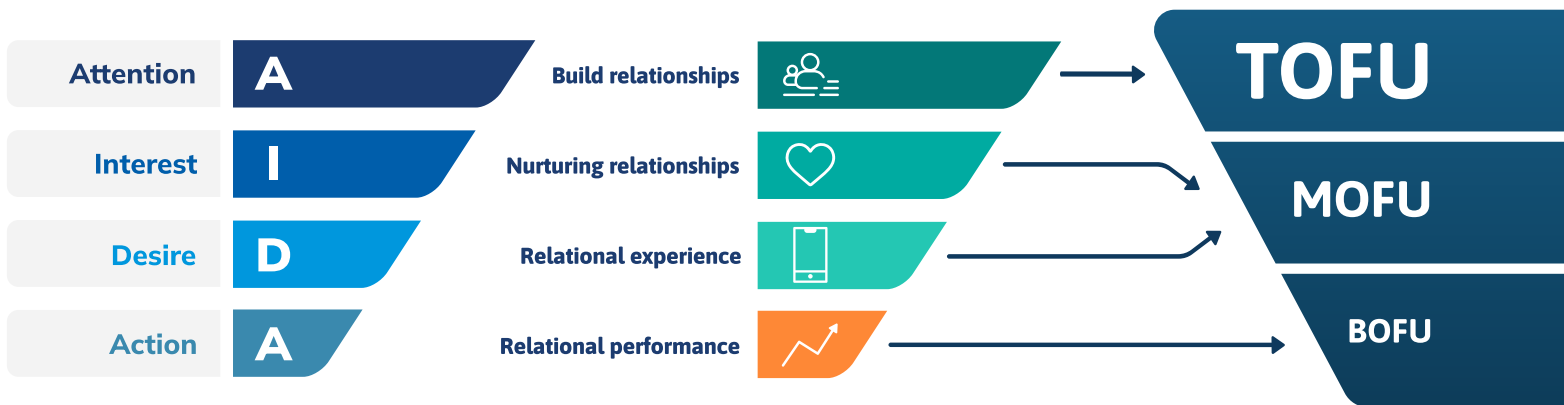 Attention
A
Build relationships
TOFU
Interest
I
Nurturing relationships
MOFU
Desire
D
Relational experience
Action
A
Relational performance
BOFU